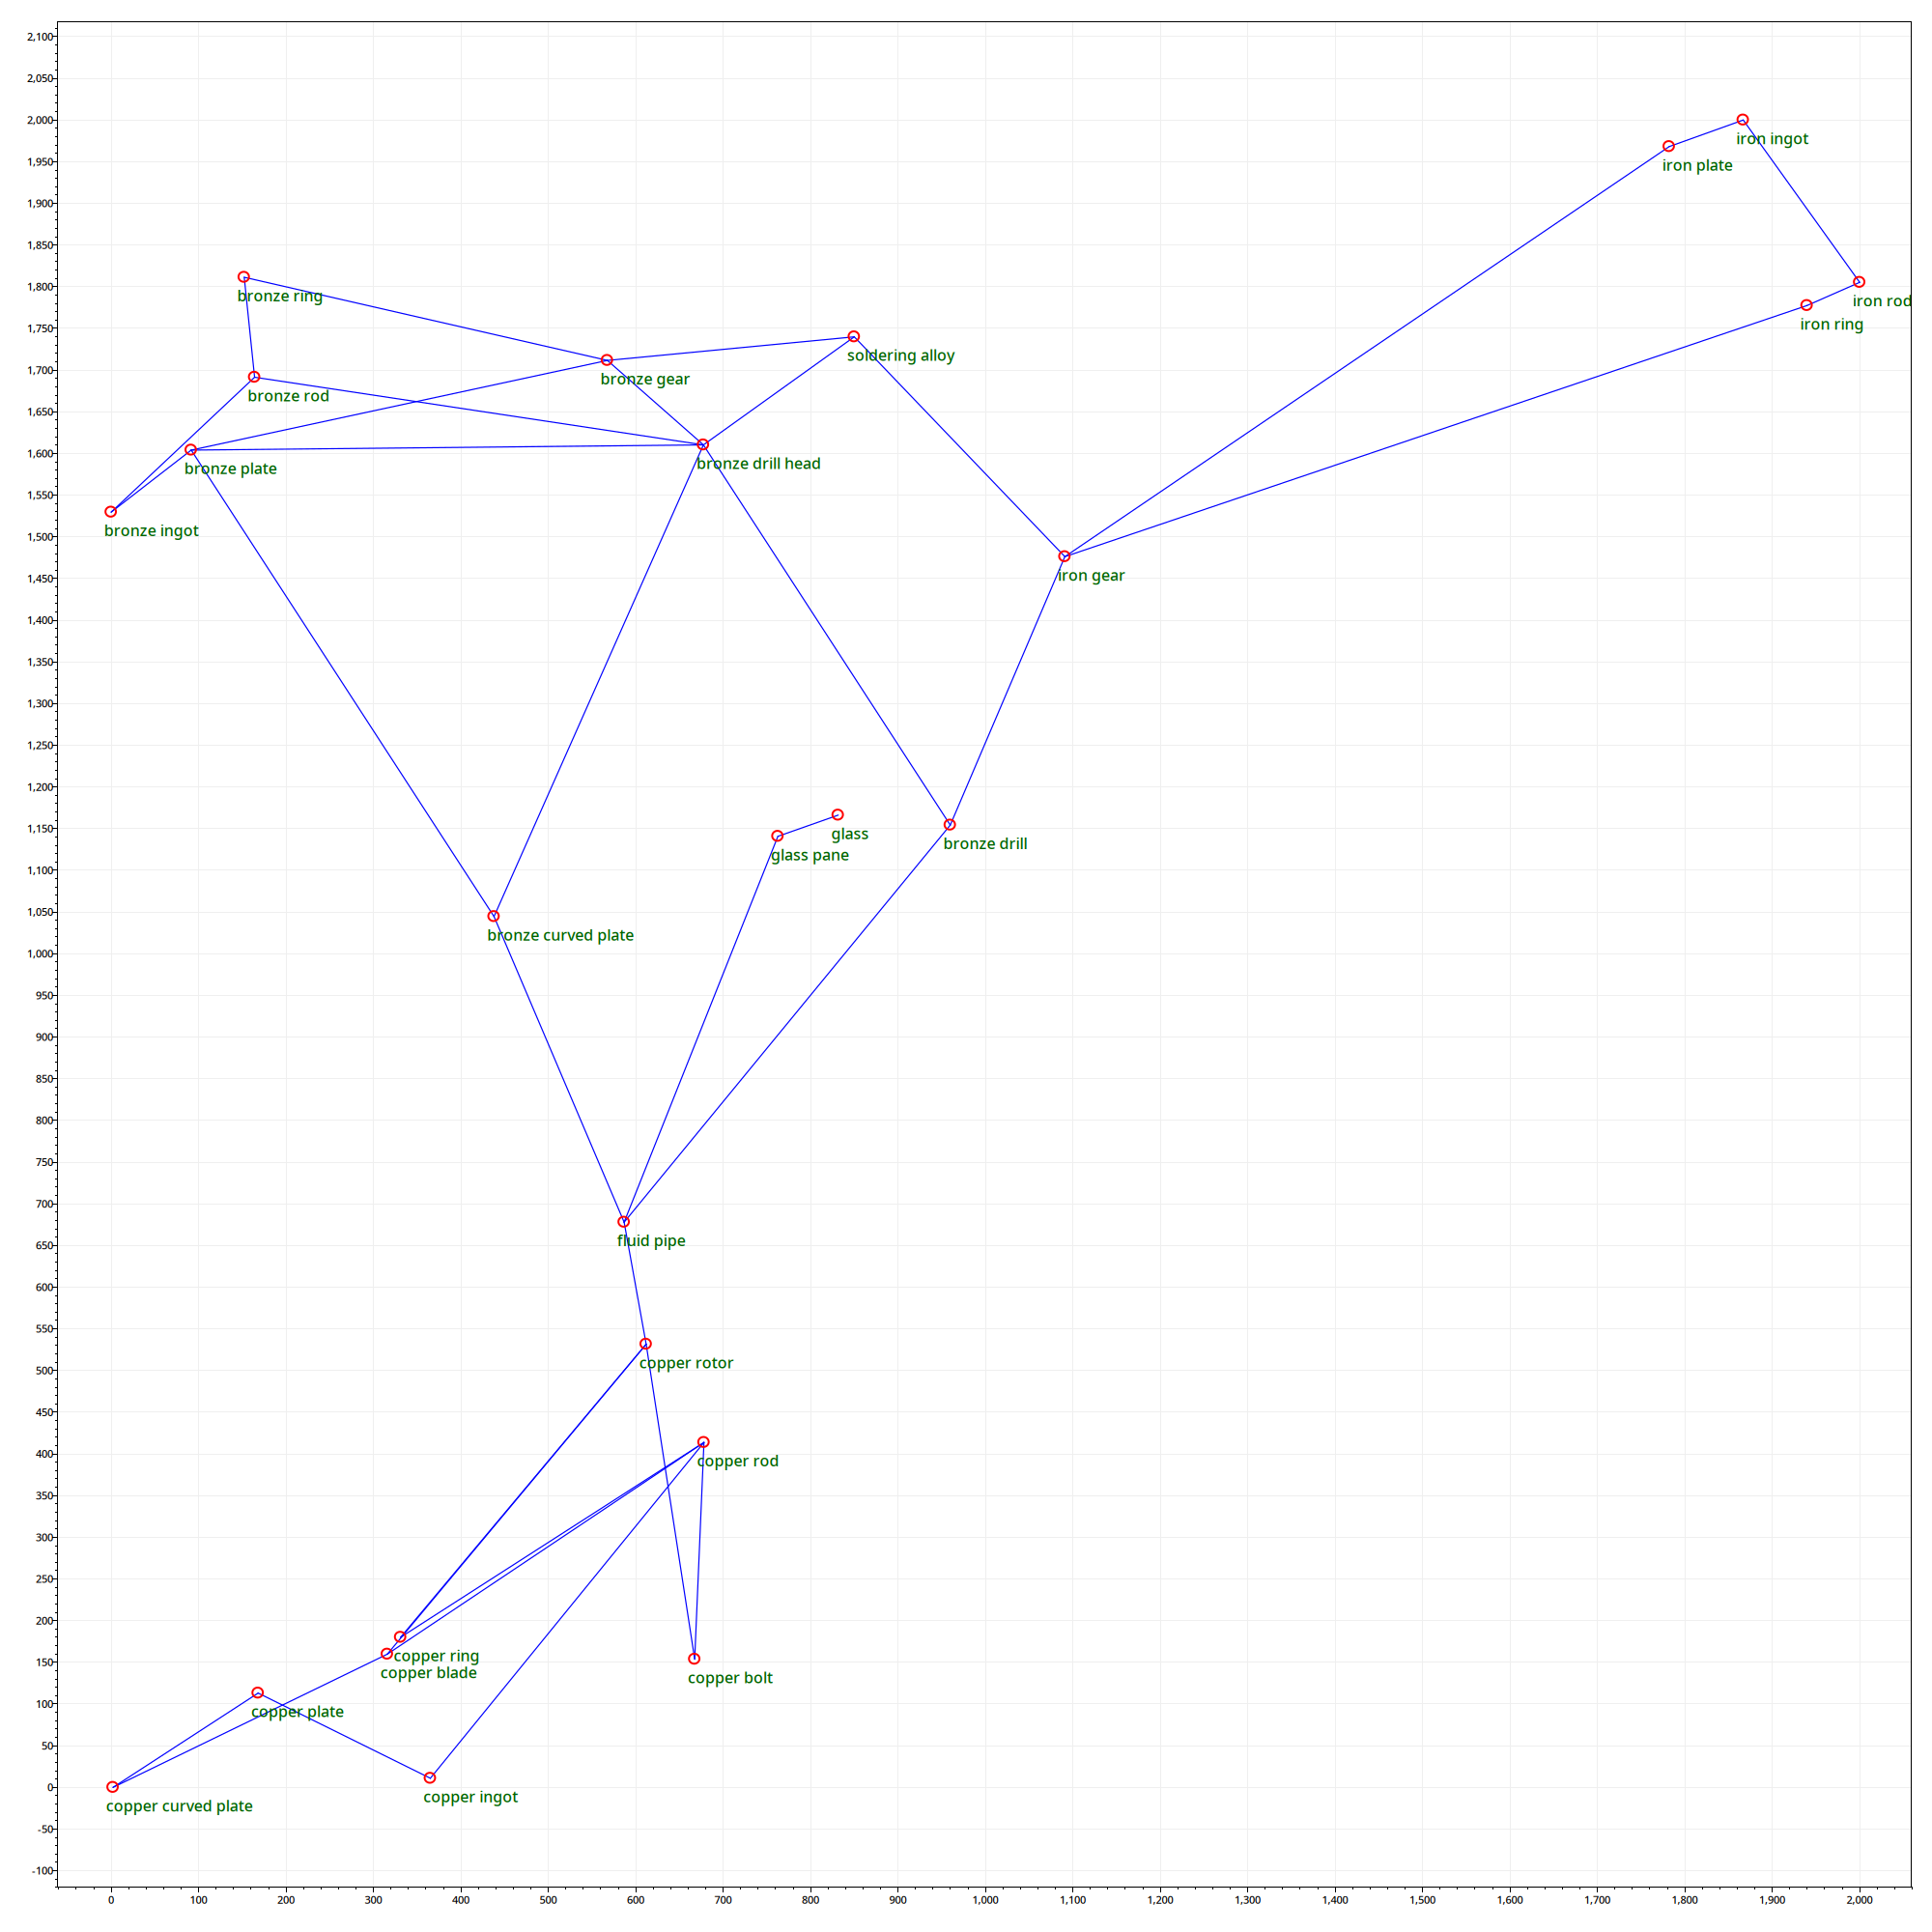 2,100
2,050
2,000
iron ingot
1,950
iron plate
1,900
1,850
1,800
bronze ring
iron rod
1,750
iron ring
soldering alloy
1,700
bronze gear
bronze rod
1,650
1,600
bronze drill head
bronze plate
1,550
bronze ingot
1,500
1,450
iron gear
1,400
1,350
1,300
1,250
1,200
1,150
glass
bronze drill
glass pane
1,100
1,050
bronze curved plate
1,000
950
900
850
800
750
700
650
fluid pipe
600
550
500
copper rotor
450
400
copper rod
350
300
250
200
150
copper ring
copper blade
copper bolt
100
copper plate
50
0
copper ingot
copper curved plate
-50
-100
0 100 200 300 400 500 600 700 800 900 1,000 1,100 1,200 1,300 1,400 1,500 1,600 1,700 1,800 1,900 2,000